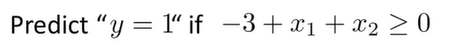 Predict “y = 1“ if −3 + x₁ + x₂ ≥ 0